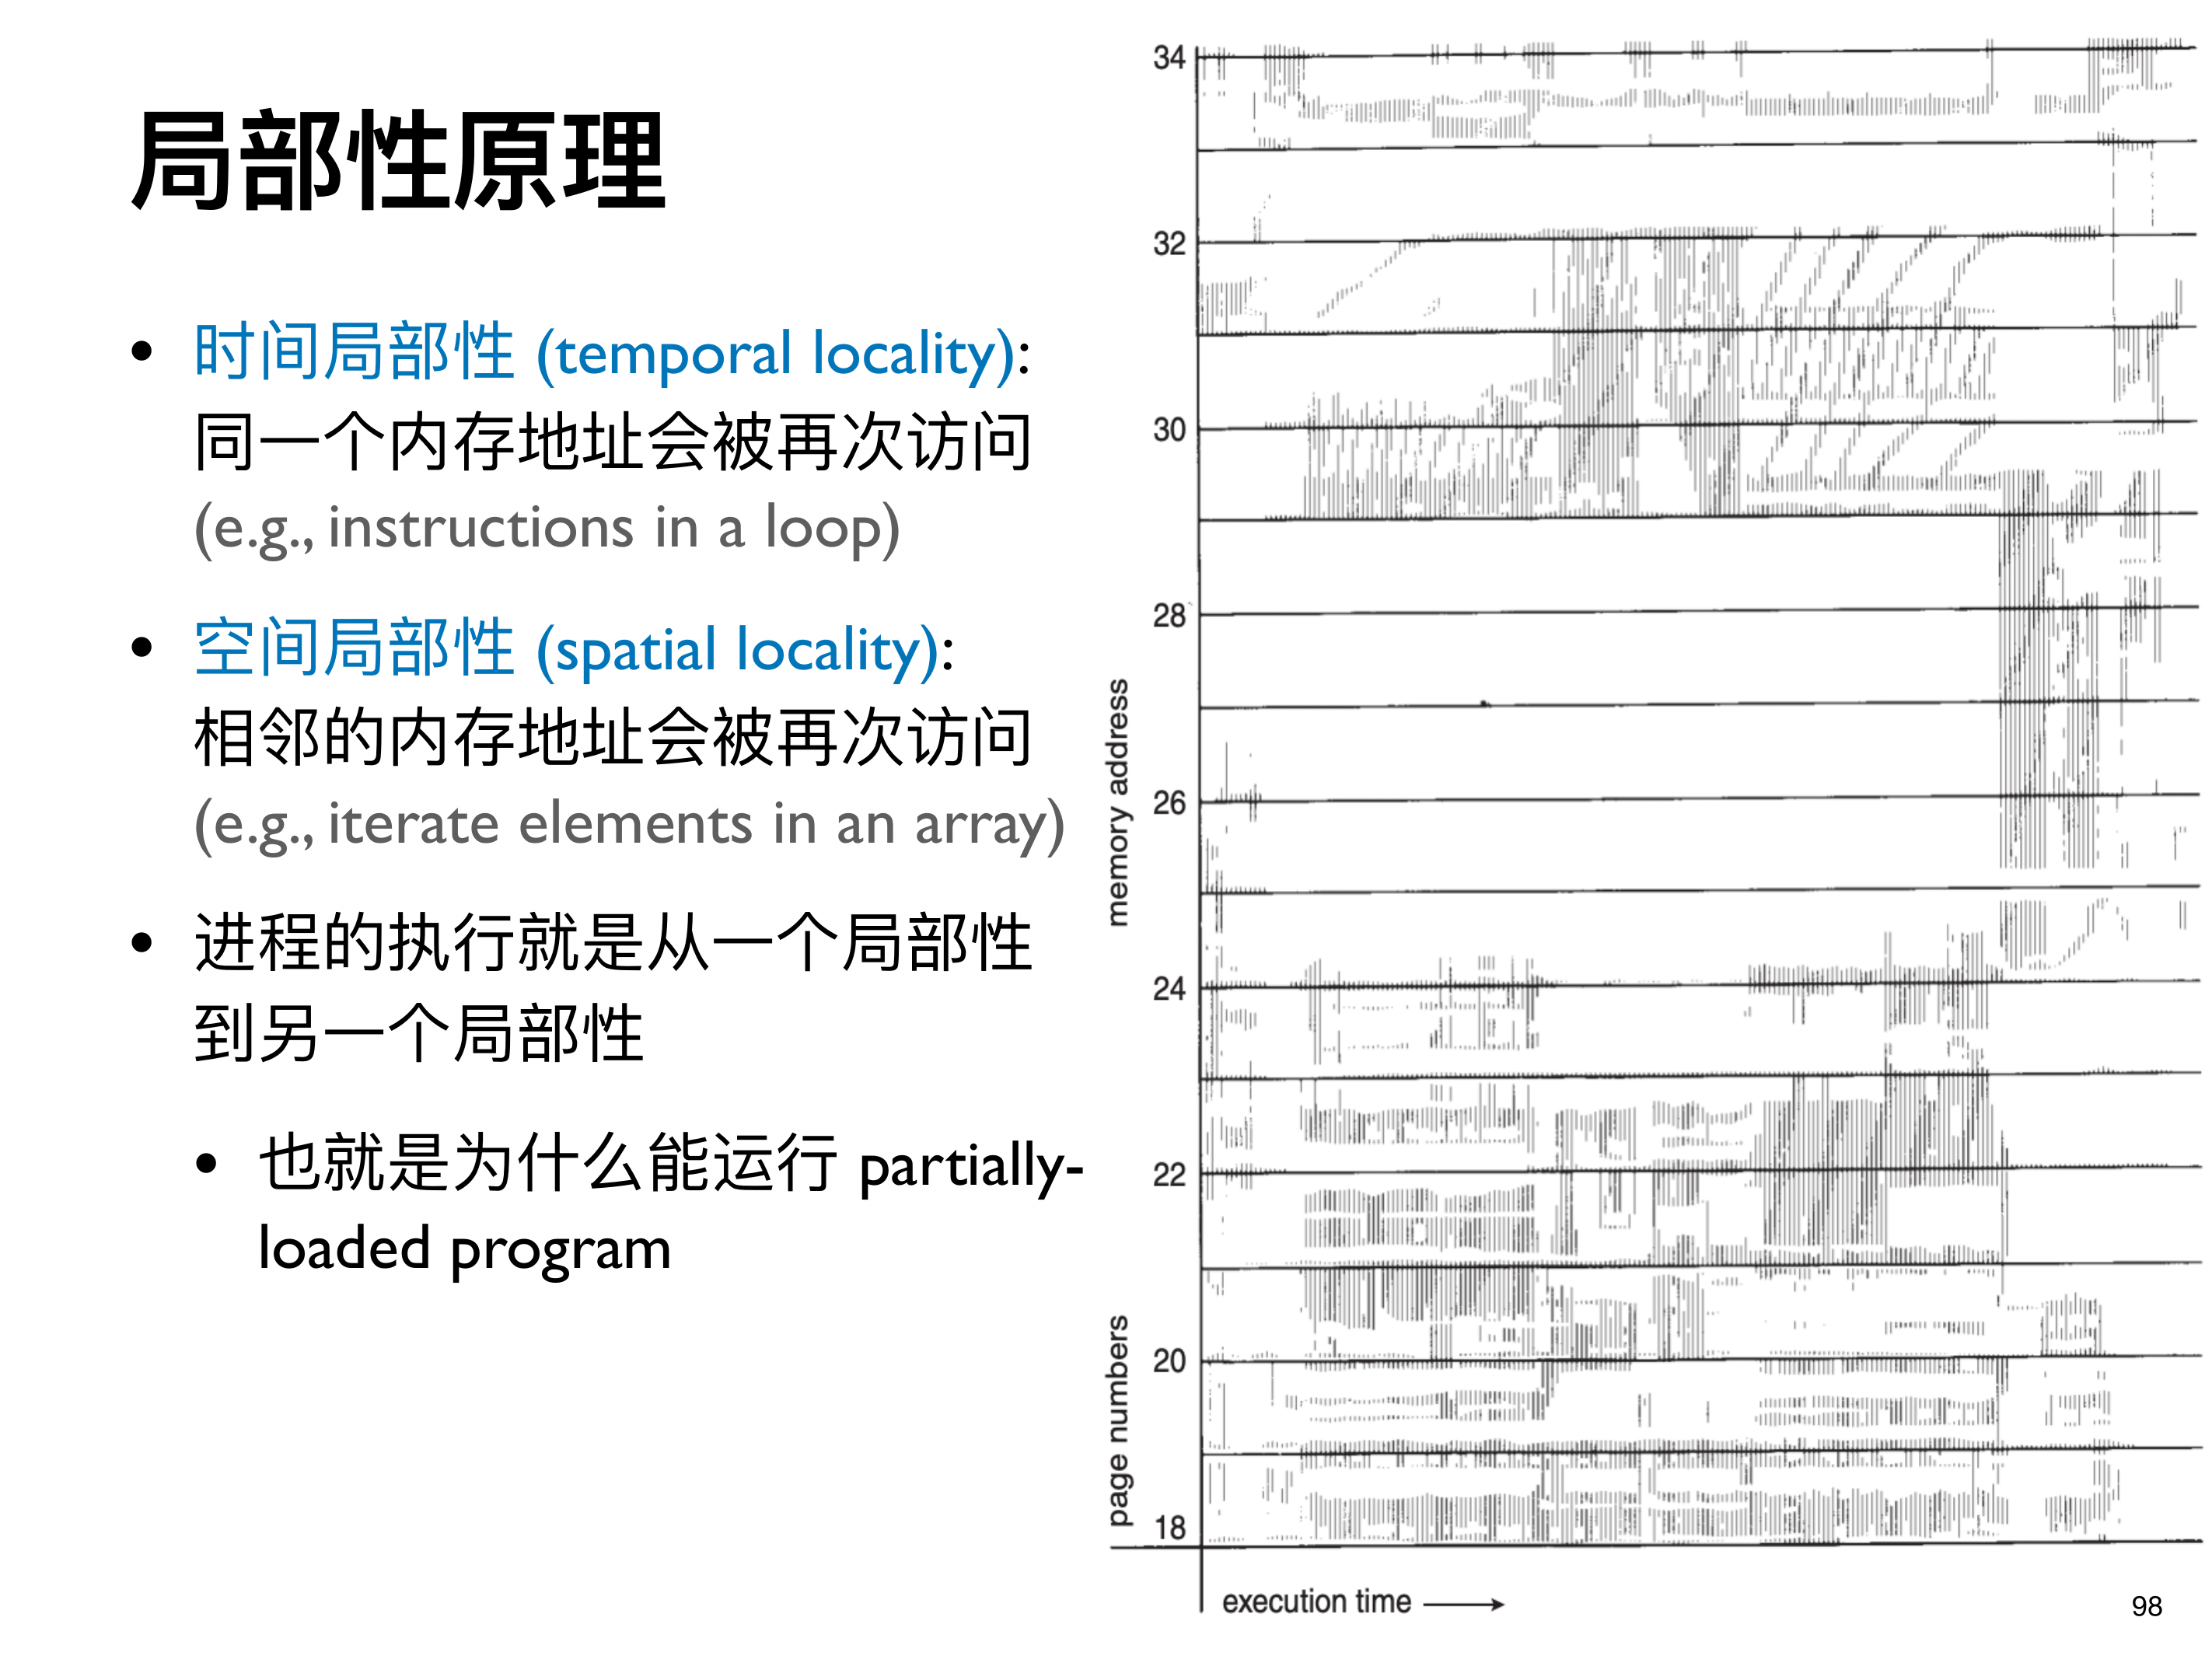 局部性原理
• 时间局部性 (temporal locality):
同一个内存地址会被再次访问
(e.g., instructions in a loop)
• 空间局部性 (spatial locality):
相邻的内存地址会被再次访问
(e.g., iterate elements in an array)
• 进程的执行就是从一个局部性
到另一个局部性
• 也就是为什么能运行 partially-
loaded program
34
32
30
28
26
24
22
20
18
memory address
page numbers
execution time
98